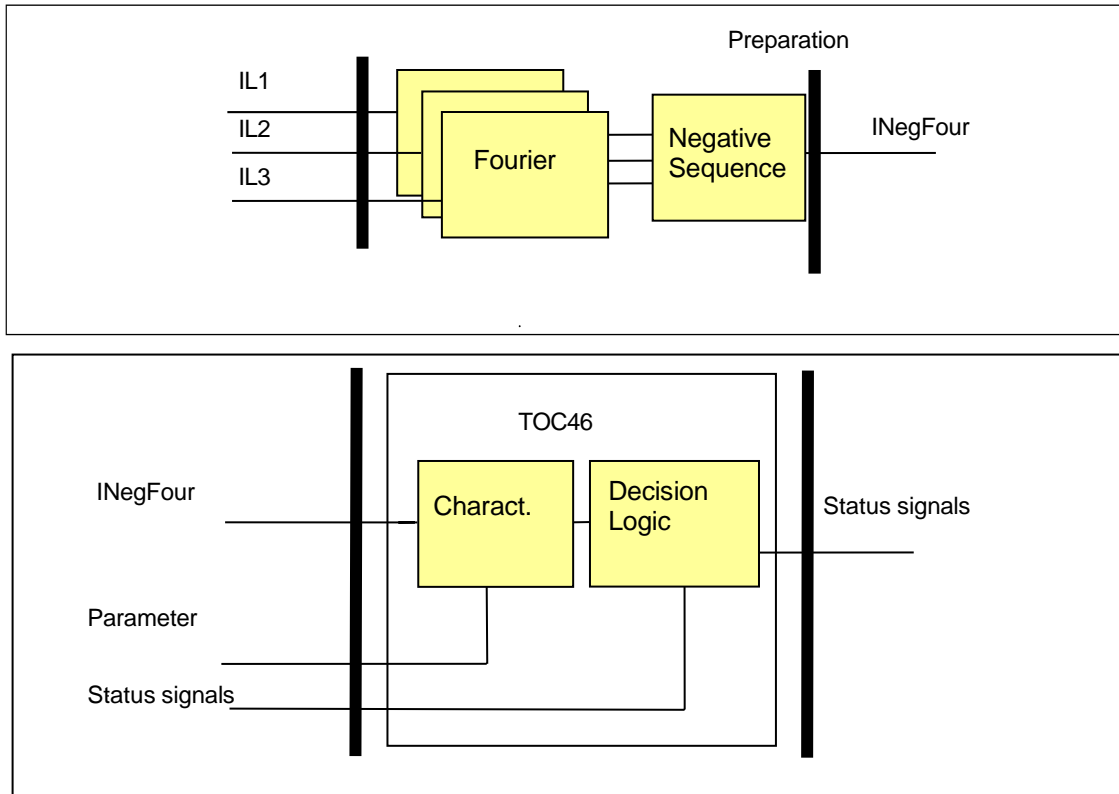 Preparation
IL1
IL2
IL3
Fourier
Negative
Sequence
INegFour
TOC46
INegFour
Charact.
Decision
Logic
Status signals
Parameter
Status signals